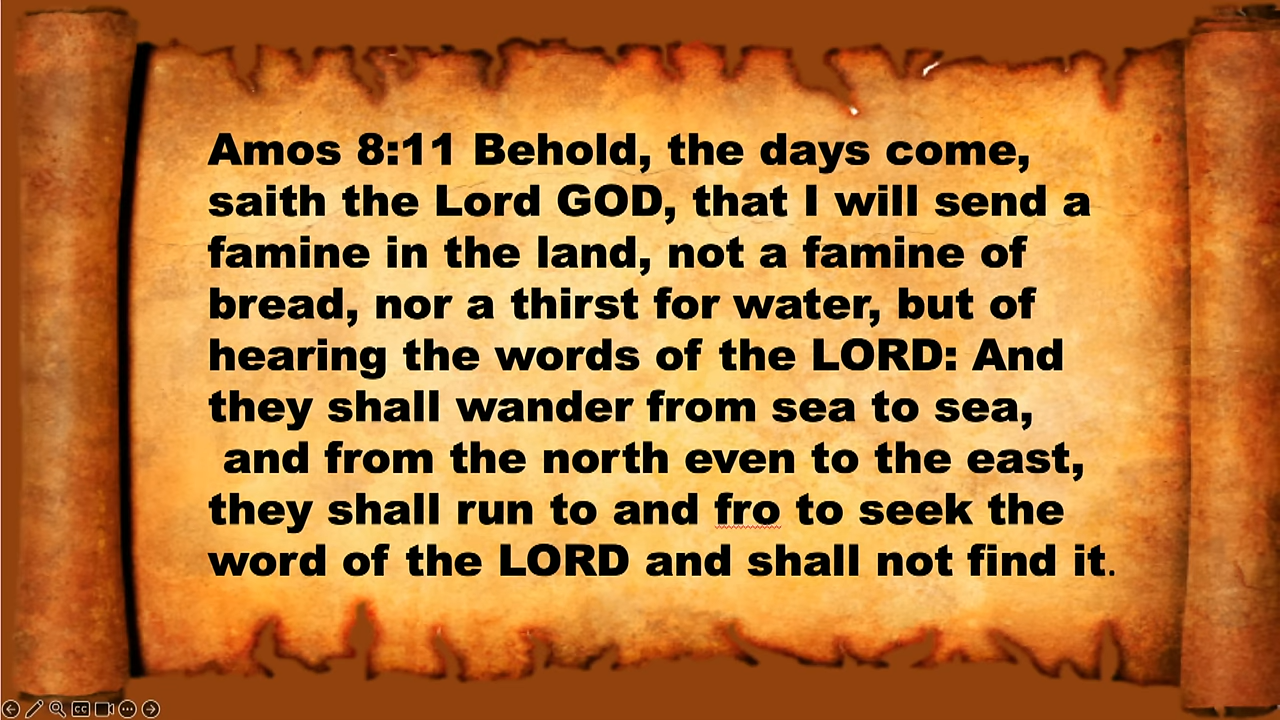 Amos 8:11 Behold, the days come,
saith the Lord GOD, that I will send a
famine in the land, not a famine of
bread, nor a thirst for water, but of
hearing the words of the LORD: And
they shall wander from sea to sea,
and from the north even to the east,
they shall run to and fro to seek the
word of the LORD and shall not find it.
CC